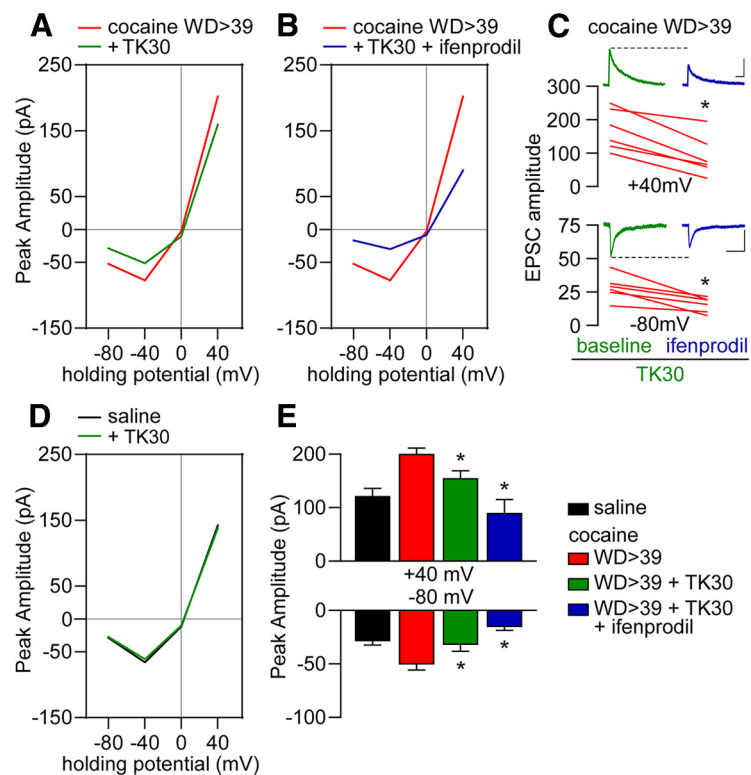 A
cocaine WD>39
+ TK30
Peak Amplitude (pA)
250
150
50
0
-50
-150
-80 -40 0 40
holding potential (mV)
B
cocaine WD>39
+ TK30 + ifenprodil
250
150
50
0
-50
-150
-80 -40 0 40
holding potential (mV)
C
cocaine WD>39
EPSC amplitude
300
200
100
0
*
+40mV
75
50
25
0
*
-80mV
baseline ifenprodil
TK30
D
saline
+ TK30
Peak Amplitude (pA)
250
150
50
0
-50
-150
-80 -40 0 40
holding potential (mV)
E
Peak Amplitude (pA)
200
100
0
* *
+40 mV
-80 mV
Peak Amplitude (pA)
0
-50
-100
* *
saline
cocaine
WD>39
WD>39 + TK30
WD>39 + TK30
+ ifenprodil